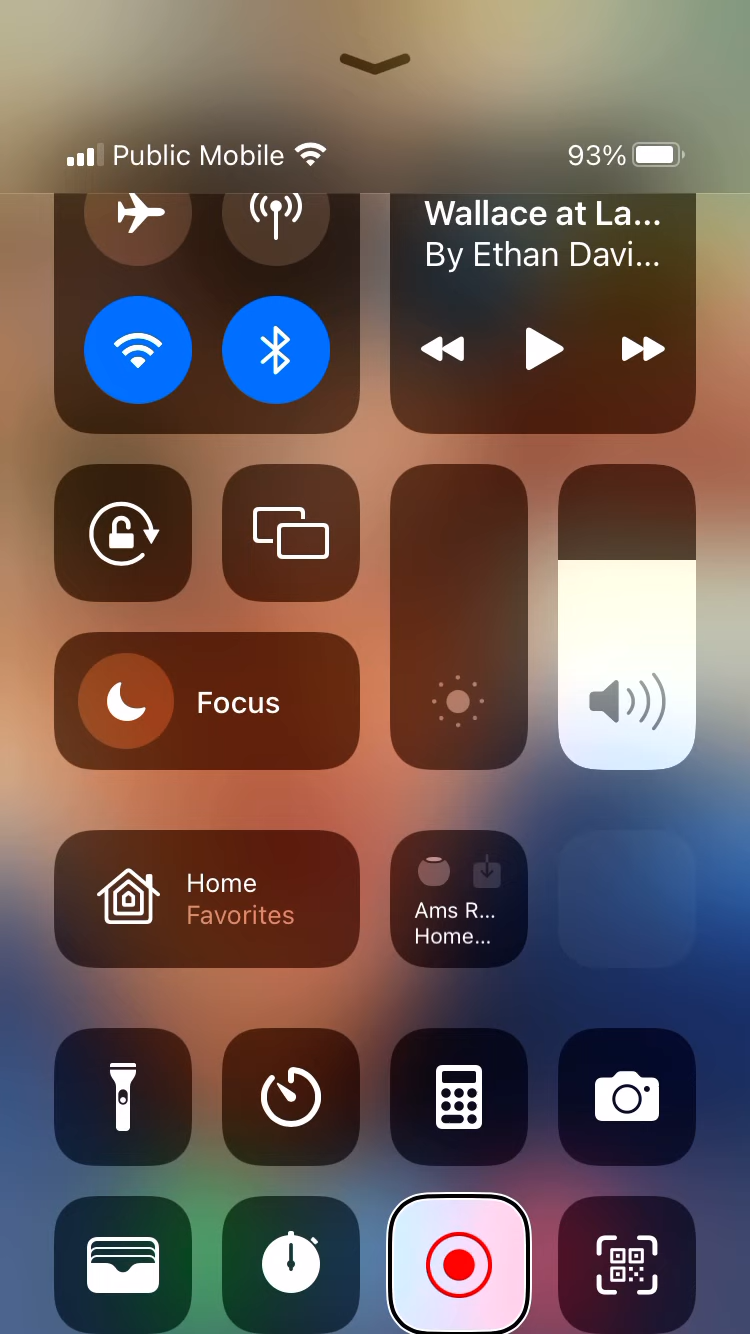 Public Mobile
93%
Wallace at La...
By Ethan Davi...
Focus
Home
Favorites
Ams R...
Home...